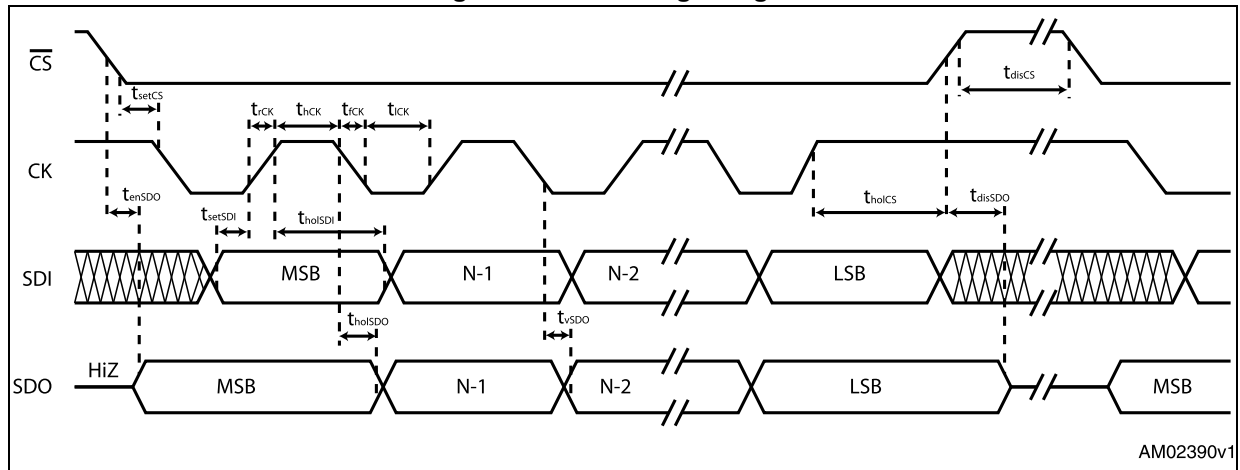 CS
tsetCS
tdisCS
trCK
thCK
tfCK
tlCK
CK
tenSDO
tsetSDI
tholSDI
tholCS
tdisSDO
SDI
MSB
N-1
N-2
LSB
tholSDO
tvSDO
HiZ
SDO
MSB
N-1
N-2
LSB
MSB
AM02390v1